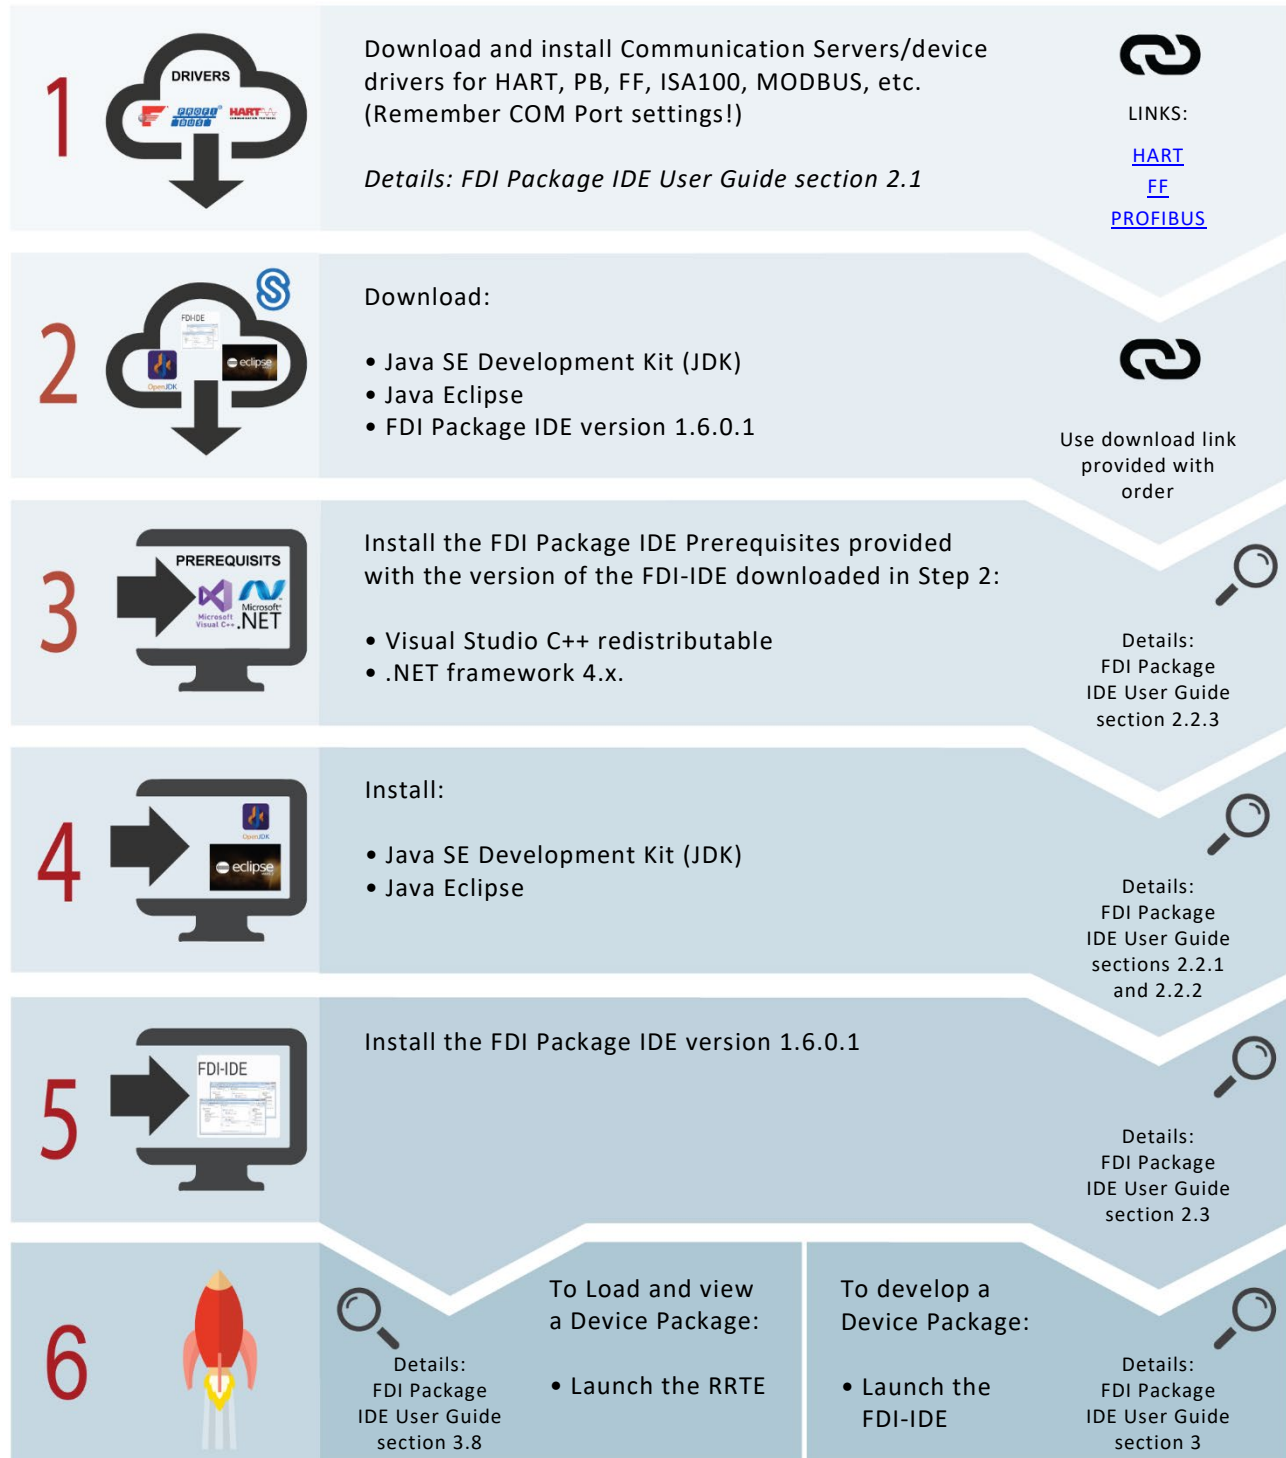 1
DRIVERS
PROFI
BUS
HART
Download and install Communication Servers/device
drivers for HART, PB, FF, ISA100, MODBUS, etc.
(Remember COM Port settings!)
Details: FDI Package IDE User Guide section 2.1
LINKS:
HART
FF
PROFIBUS
2
FDI-IDE
OpenJDK
eclipse
Download:
• Java SE Development Kit (JDK)
• Java Eclipse
• FDI Package IDE version 1.6.0.1
Use download link
provided with
order
3
PREREQUISITS
Microsoft
Visual C++
Microsoft
.NET
Install the FDI Package IDE Prerequisites provided
with the version of the FDI-IDE downloaded in Step 2:
• Visual Studio C++ redistributable
• .NET framework 4.x.
Details:
FDI Package
IDE User Guide
section 2.2.3
4
OpenJDK
eclipse
Install:
• Java SE Development Kit (JDK)
• Java Eclipse
Details:
FDI Package
IDE User Guide
sections 2.2.1
and 2.2.2
5
FDI-IDE
Install the FDI Package IDE version 1.6.0.1
Details:
FDI Package
IDE User Guide
section 2.3
6
Details:
FDI Package
IDE User Guide
section 3.8
To Load and view
a Device Package:
• Launch the RRTE
To develop a
Device Package:
• Launch the
FDI-IDE
Details:
FDI Package
IDE User Guide
section 3